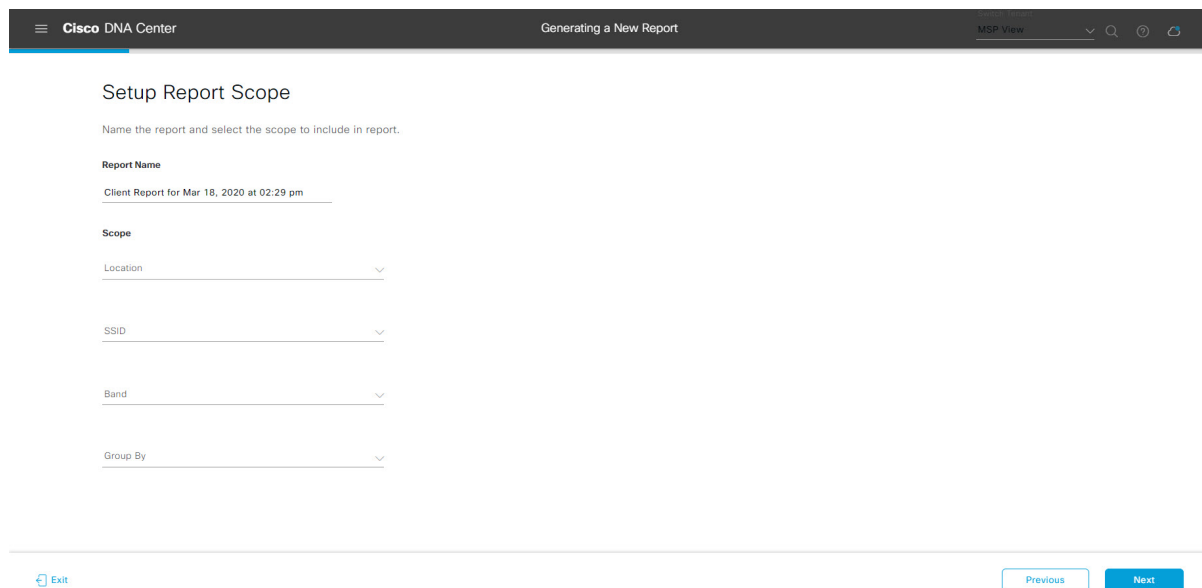 Cisco DNA Center
Generating a New Report
Switch Tenant
MSP View
Setup Report Scope
Name the report and select the scope to include in report.
Report Name
Client Report for Mar 18, 2020 at 02:29 pm
Scope
Location
SSID
Band
Group By
Exit
Previous
Next